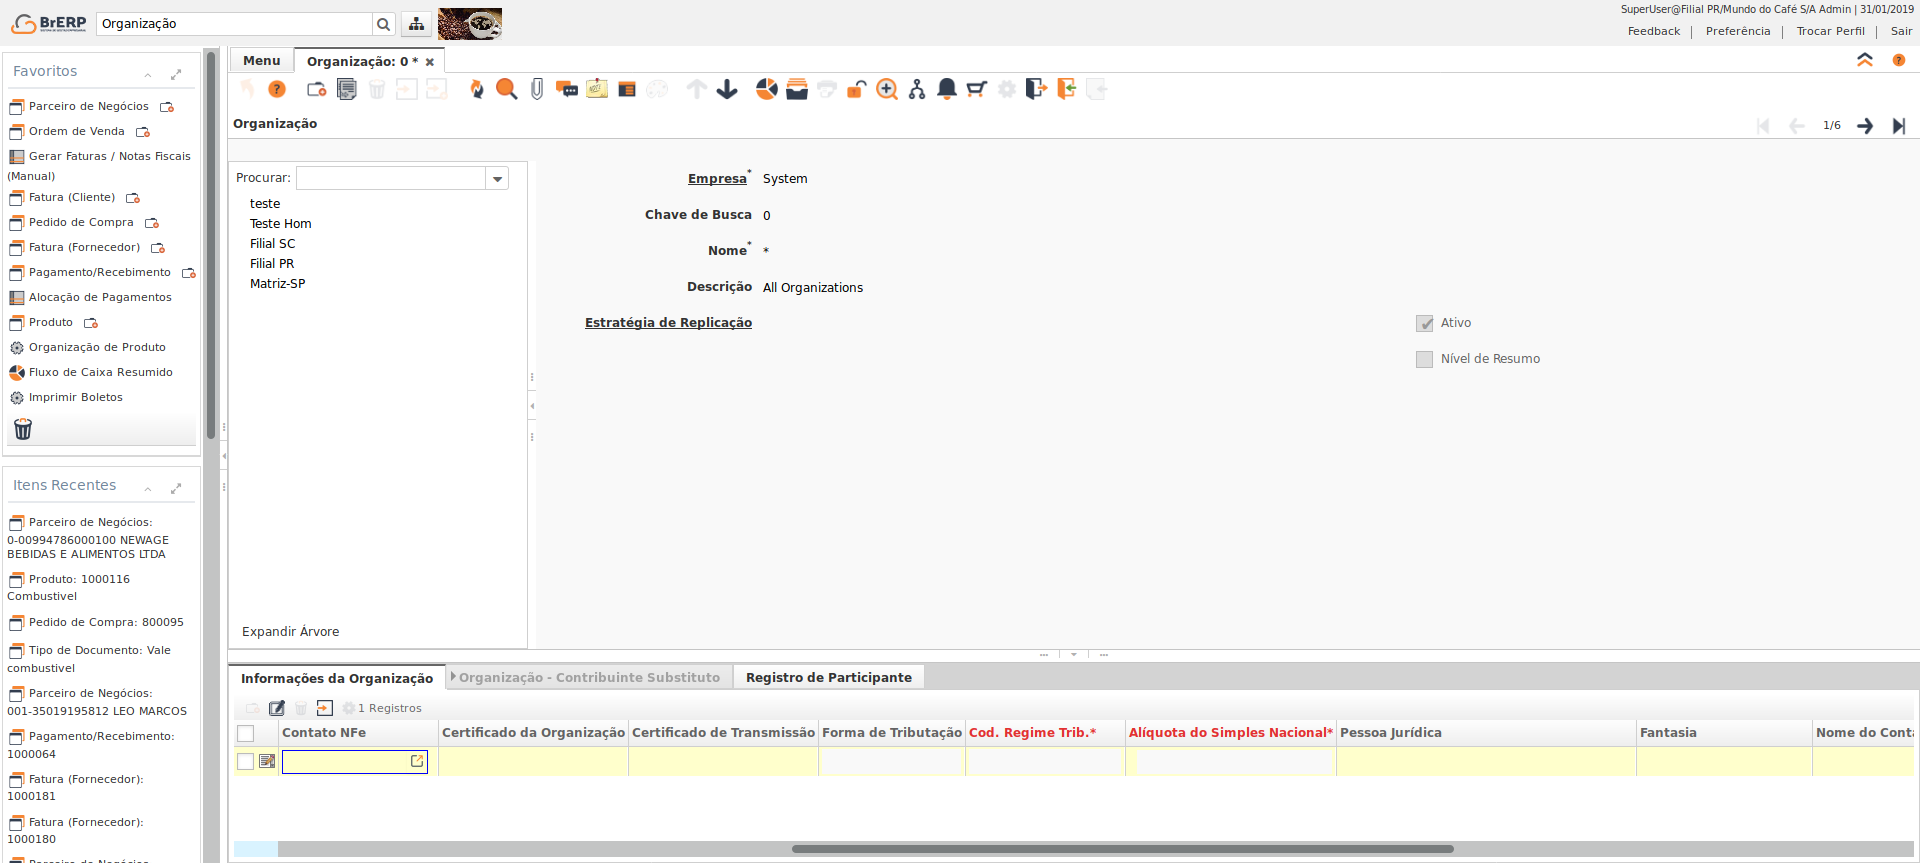 BrERP
Organização
SuperUser@Filial PR/Mundo do Café S/A Admin | 31/01/2019
Feedback | Preferência | Trocar Perfil | Sair
Favoritos
Parceiro de Negócios
Ordem de Venda
Gerar Faturas / Notas Fiscais
(Manual)
Fatura (Cliente)
Pedido de Compra
Fatura (Fornecedor)
Pagamento/Recebimento
Alocação de Pagamentos
Produto
Organização de Produto
Fluxo de Caixa Resumido
Imprimir Boletos
Itens Recentes
Parceiro de Negócios:
0-00994786000100 NEWAGE
BEBIDAS E ALIMENTOS LTDA
Produto: 1000116
Combustivel
Pedido de Compra: 800095
Tipo de Documento: Vale
combustivel
Parceiro de Negócios:
001-35019195812 LEO MARCOS
Pagamento/Recebimento:
1000064
Fatura (Fornecedor):
1000181
Fatura (Fornecedor):
1000180
Menu
Organização: 0 *
Organização
1/6
Procurar:
teste
Teste Hom
Filial SC
Filial PR
Matriz-SP
Expandir Árvore
Empresa* System
Chave de Busca 0
Nome* *
Descrição All Organizations
Estratégia de Replicação
Ativo
Nível de Resumo
Informações da Organização
Organização - Contribuinte Substituto
Registro de Participante
1 Registros
Contato NFe Certificado da Organização Certificado de Transmissão Forma de Tributação Cod. Regime Trib.* Alíquota do Simples Nacional* Pessoa Jurídica Fantasia Nome do Conta